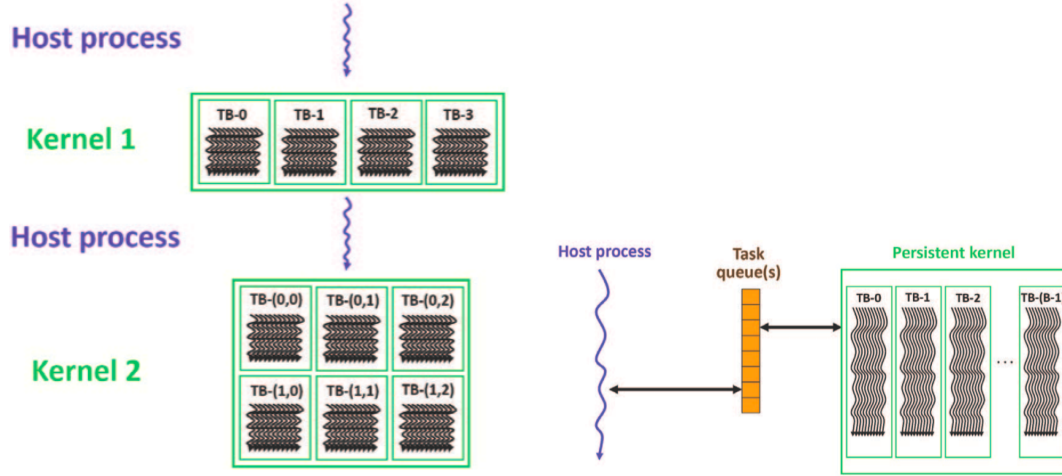 Host process
Kernel 1
TB-0 TB-1 TB-2 TB-3
Host process
Kernel 2
TB-(0,0) TB-(0,1) TB-(0,2)
TB-(1,0) TB-(1,1) TB-(1,2)
Host process
Task
queue(s)
Persistent kernel
TB-0 TB-1 TB-2 ... TB-(B-1)